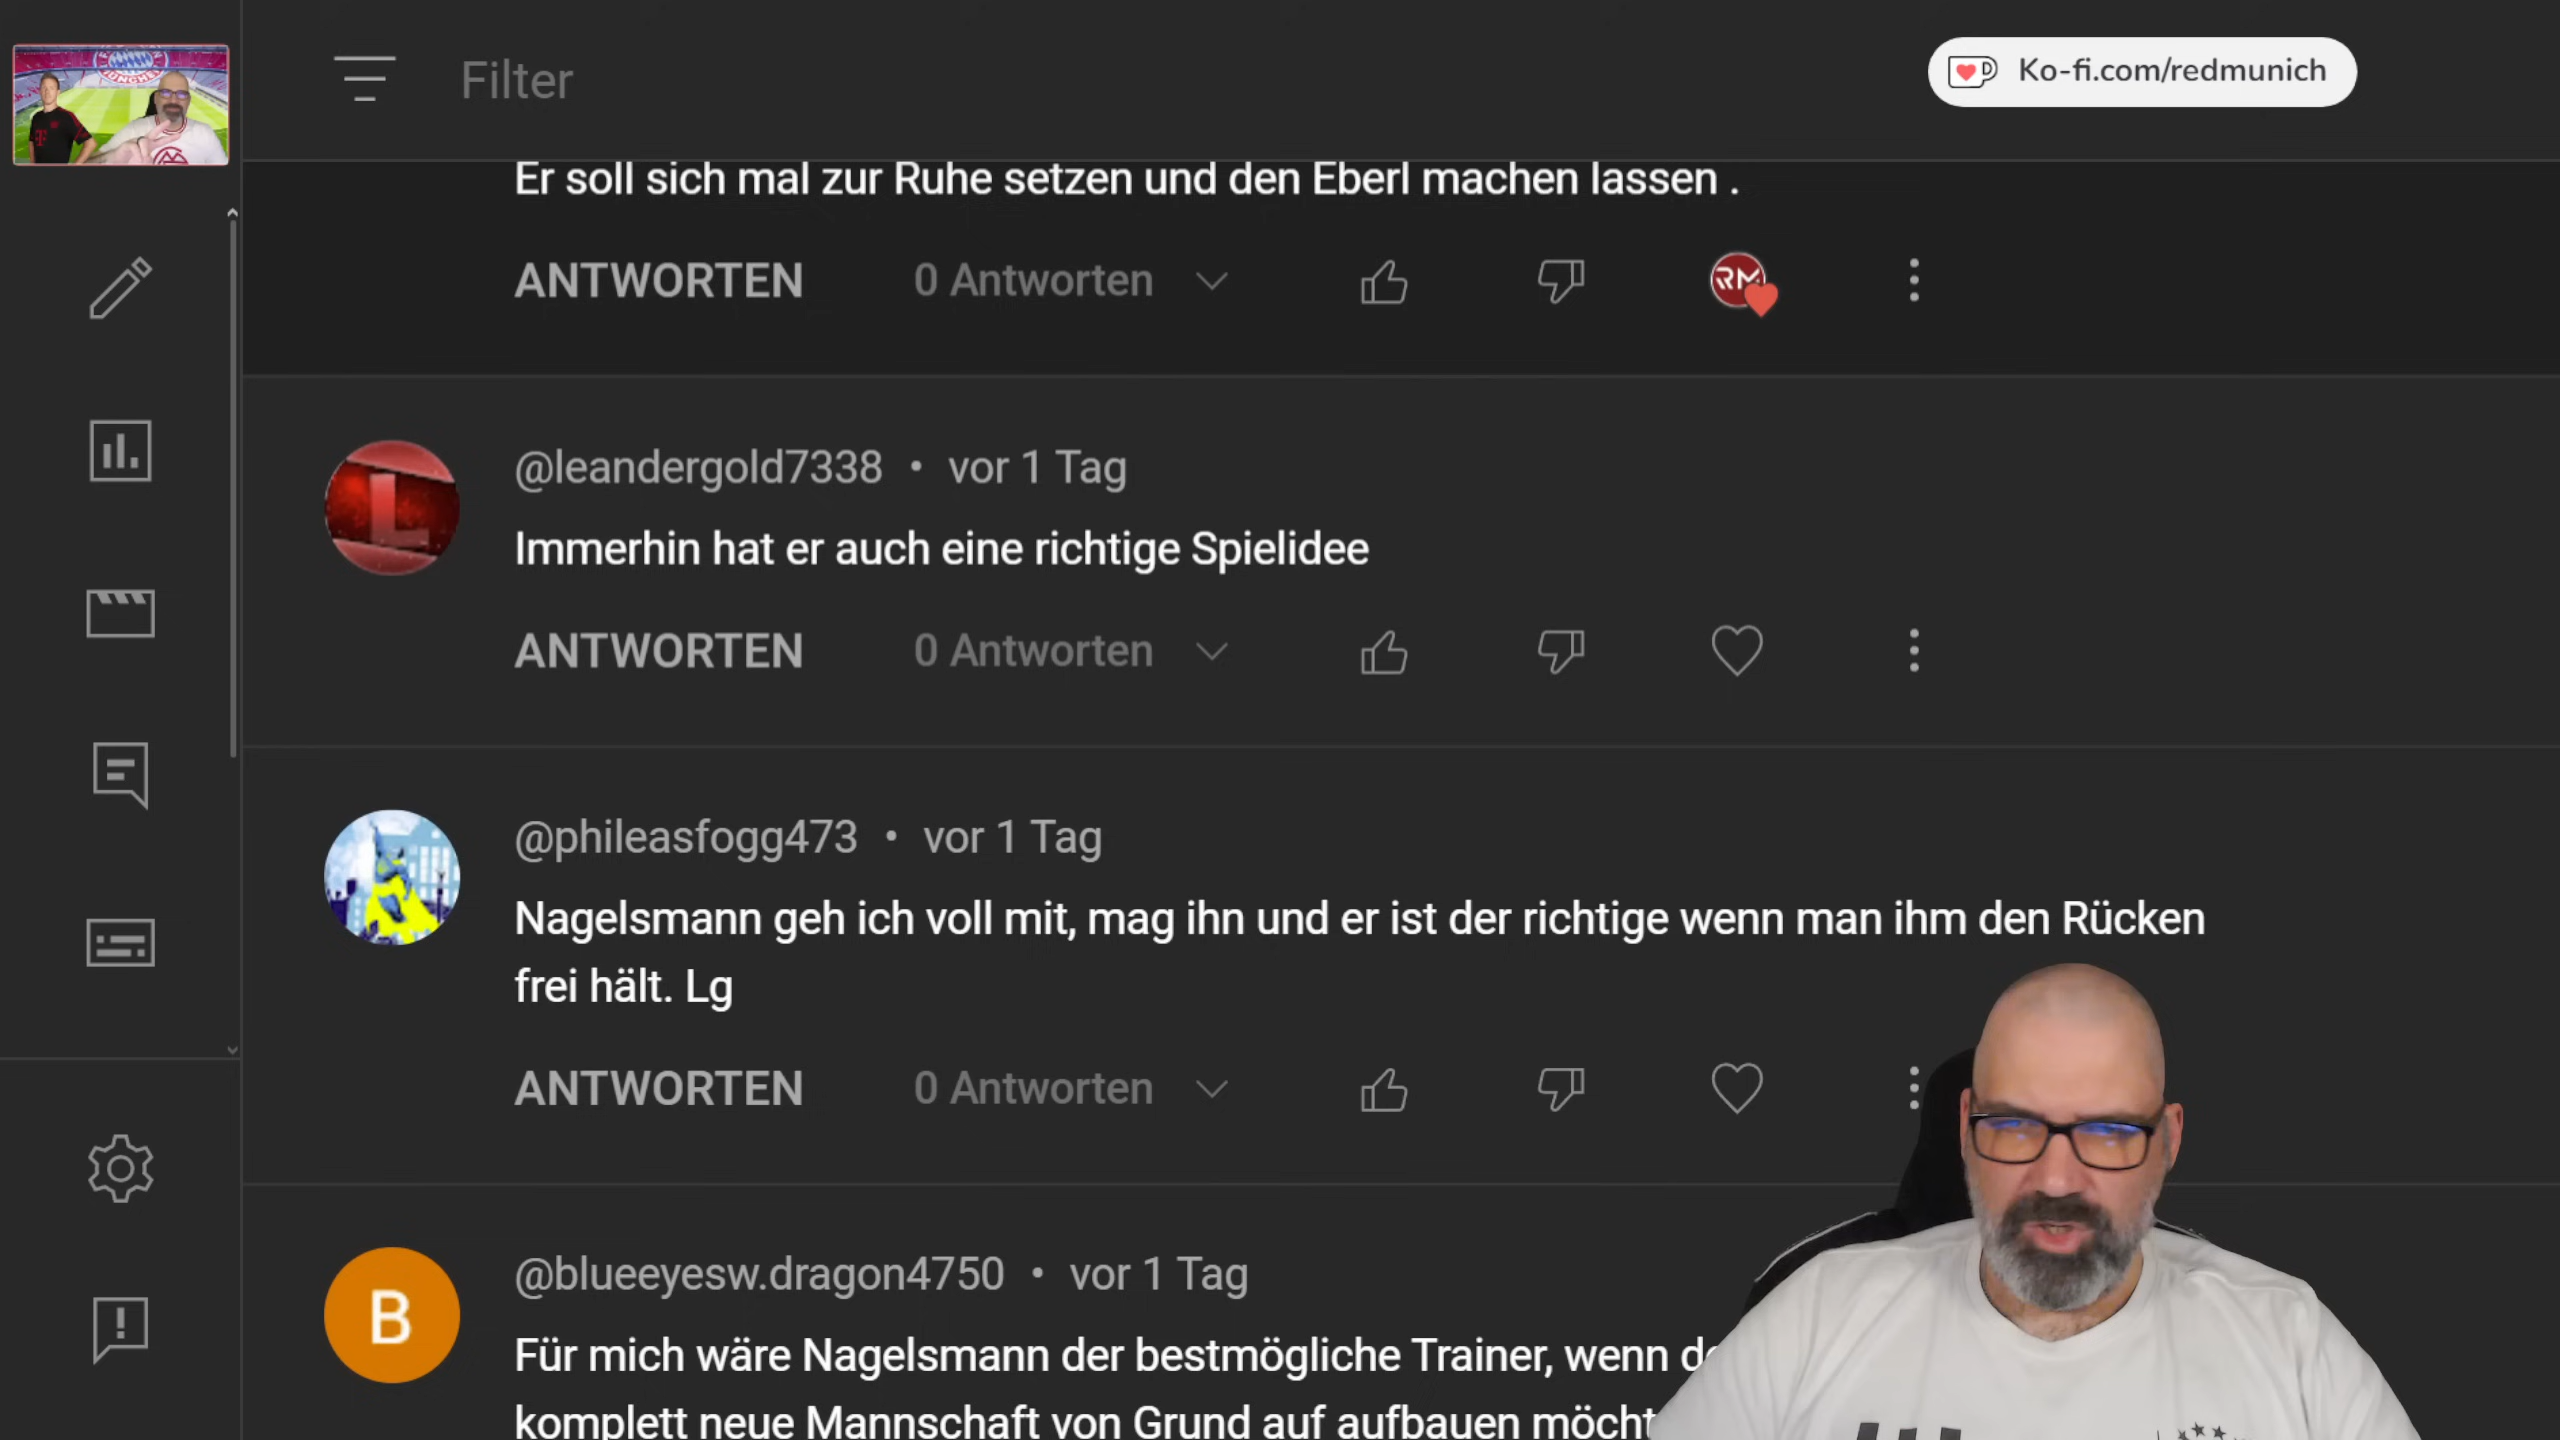 Filter
Ko-fi.com/redmunich
Er soll sich mal zur Ruhe setzen und den Eberl machen lassen .
ANTWORTEN 0 Antworten
RM
@leandergold7338 • vor 1 Tag
L
Immerhin hat er auch eine richtige Spielidee
ANTWORTEN 0 Antworten
@phileasfogg473 • vor 1 Tag
Nagelsmann geh ich voll mit, mag ihn und er ist der richtige wenn man ihm den Rücken
frei hält. Lg
ANTWORTEN 0 Antworten
@blueeyesw.dragon4750 • vor 1 Tag
B
Für mich wäre Nagelsmann der bestmögliche Trainer, wenn
komplett neue Mannschaft von Grund auf aufbauen